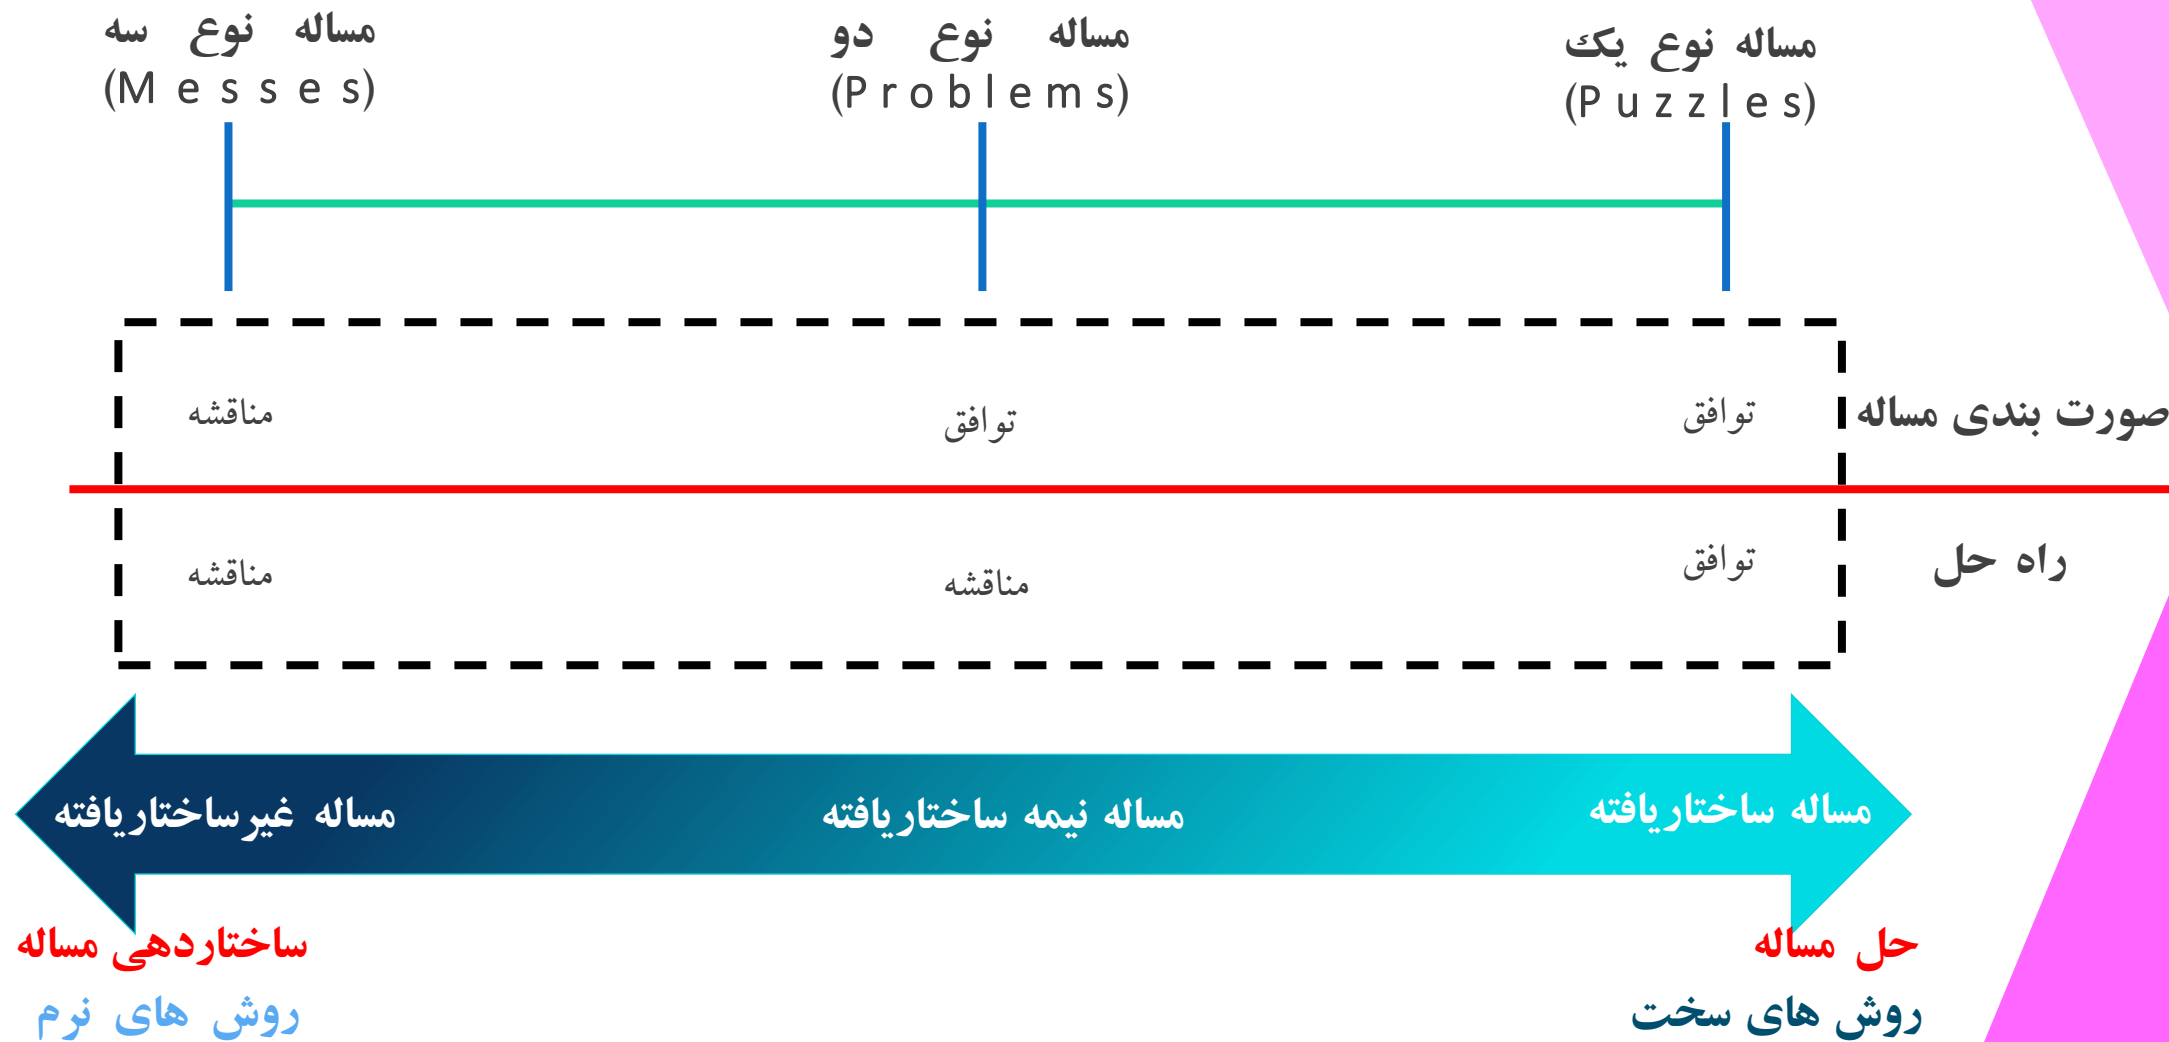 مساله نوع یک
(Puzzles)
مساله نوع دو
(Problems)
مساله نوع سه
(Messes)
صورت بندی مساله
توافق
توافق
مناقشه
راه حل
توافق
مناقشه
مناقشه
مساله ساختاریافته
مساله نیمه ساختاریافته
مساله غیرساختاریافته
حل مساله
روش های سخت
ساختاردهی مساله
روش های نرم